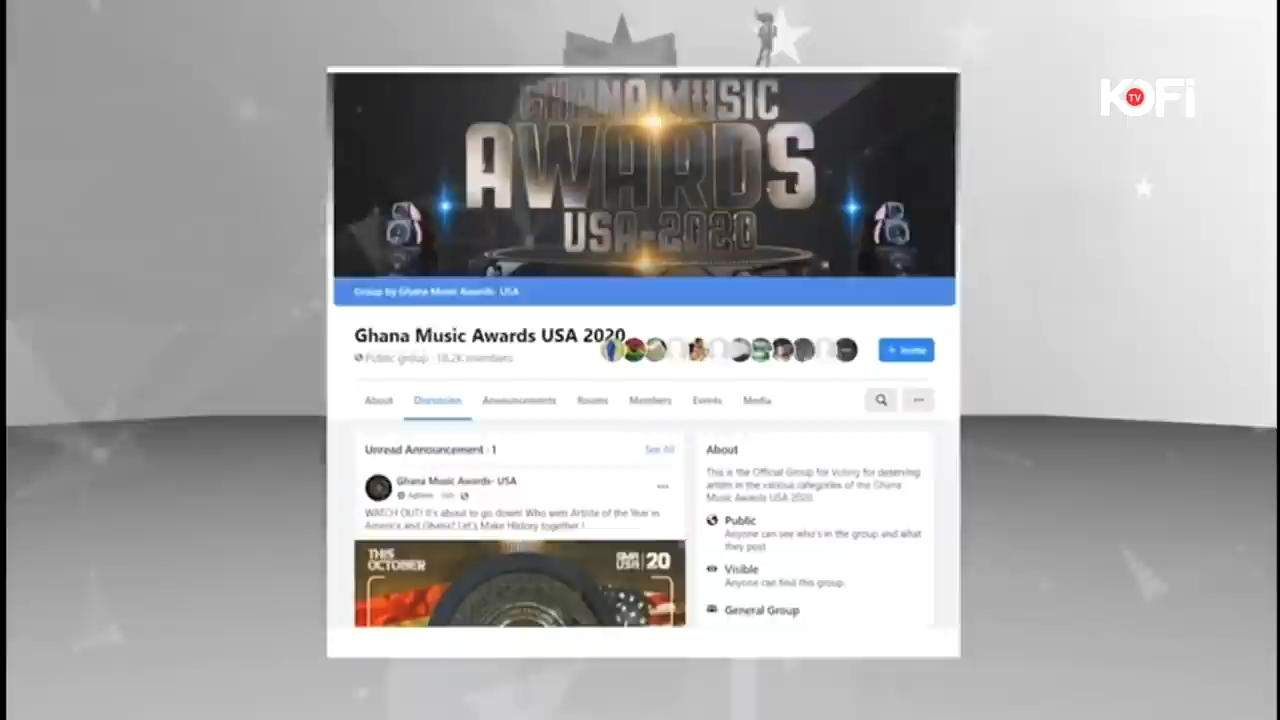 KOFI
TV
GHANA MUSIC
AWARDS
USA-2020
Group by Ghana Music Awards- USA
Ghana Music Awards USA 2020
Public group · 18.2K members
+ Invite
About
Discussion
Announcements
Rooms
Members
Events
Media
Unread Announcement · 1
See All
Ghana Music Awards- USA
Admin
WATCH OUT! It's about to go down! Who wins Artiste of the Year in
America and Ghana? Let's Make History together !
THIS
OCTOBER
GMA
USA 20
About
This is the Official Group for Voting for deserving
artists in the various categories of the Ghana
Music Awards USA 2020.
Public
Anyone can see who's in the group and what
they post.
Visible
Anyone can find this group.
General Group